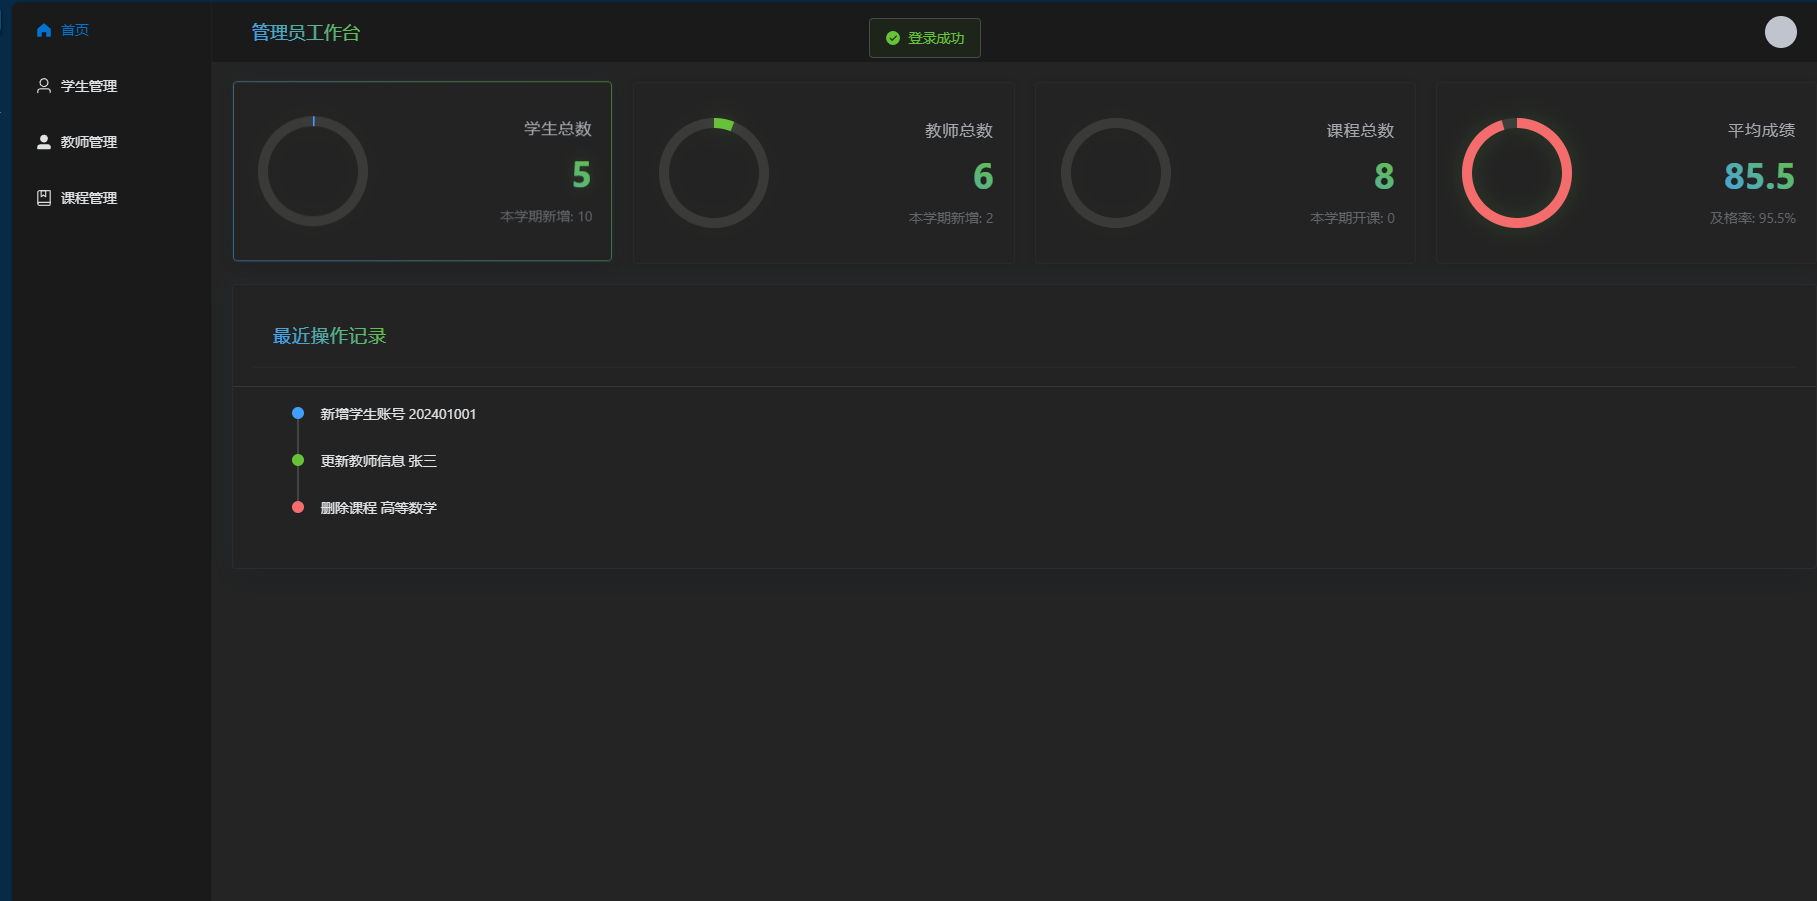 首页
学生管理
教师管理
课程管理
管理员工作台
登录成功
学生总数
5
本学期新增: 10
教师总数
6
本学期新增: 2
课程总数
8
本学期开课: 0
平均成绩
85.5
及格率: 95.5%
最近操作记录
新增学生账号 202401001
更新教师信息 张三
删除课程 高等数学